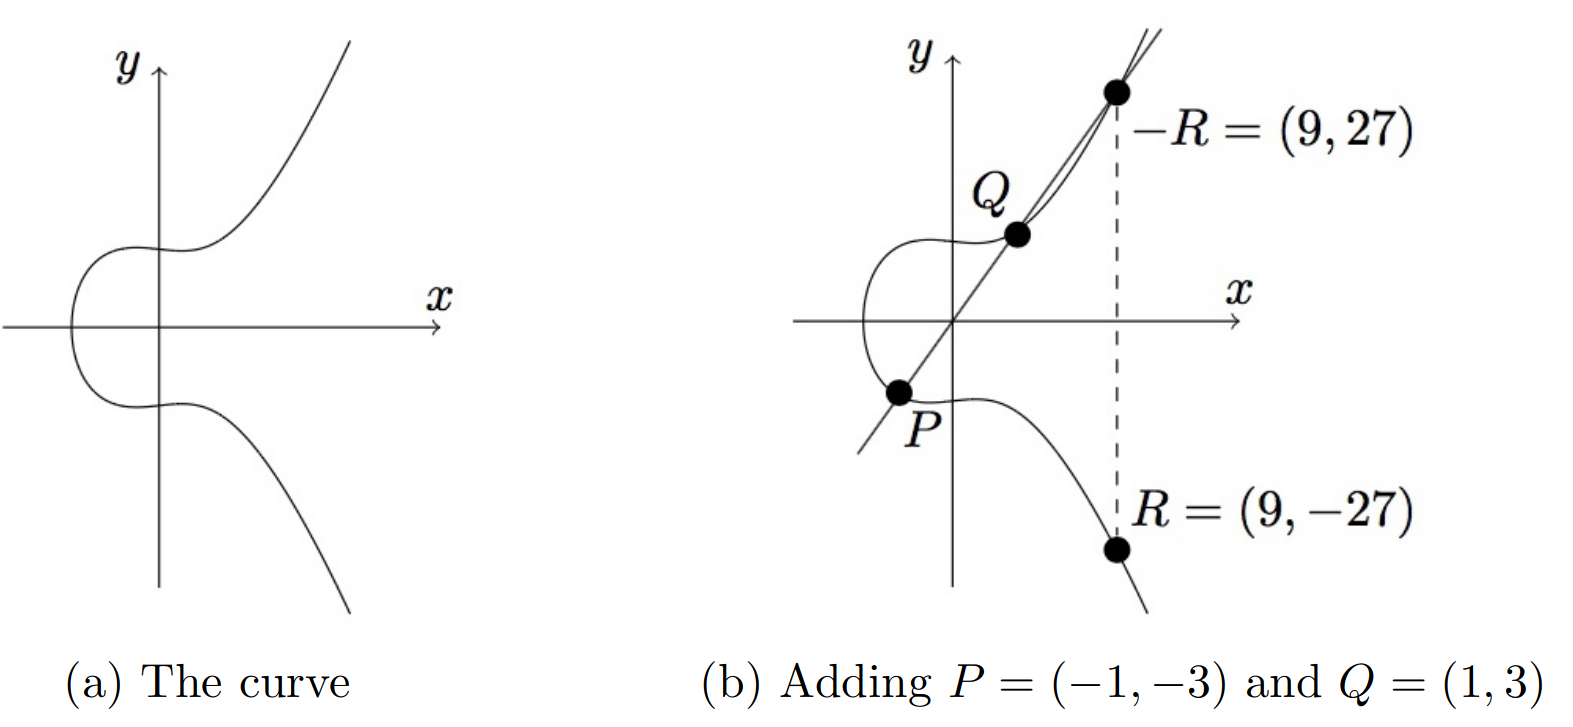 y
x
(a) The curve
y
−R = (9, 27)
Q
x
P
R = (9, −27)
(b) Adding P = (−1, −3) and Q = (1, 3)